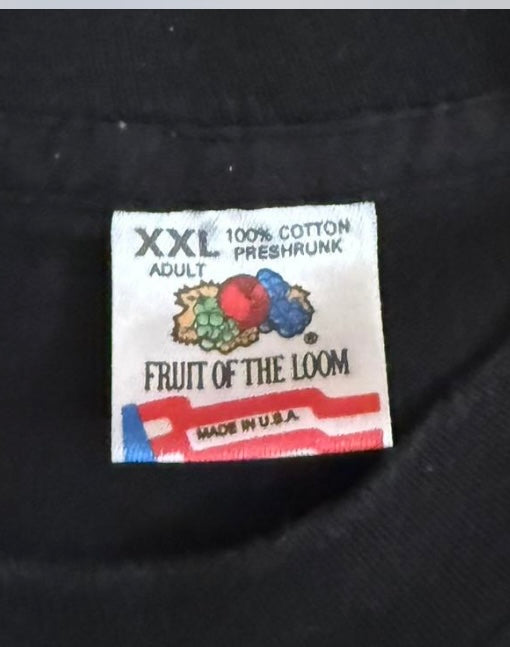 XXL 100% COTTON
PRESHRUNK
ADULT
®
FRUIT OF THE LOOM
MADE IN U.S.A.